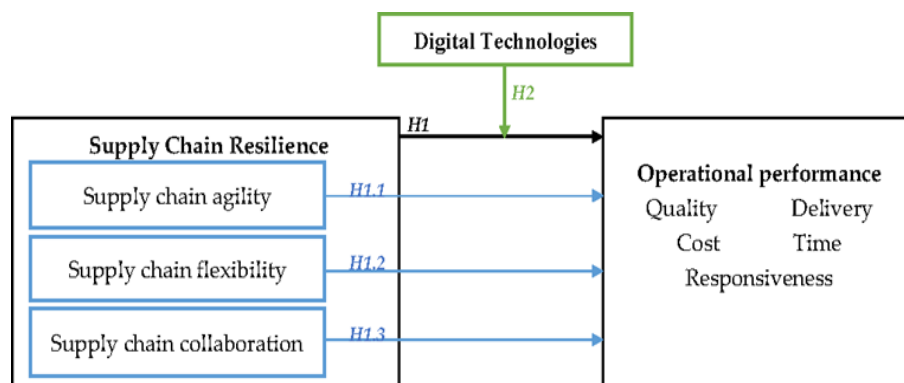 Digital Technologies
H2
H1
Supply Chain Resilience
Supply chain agility
H1.1
Supply chain flexibility
H1.2
Supply chain collaboration
H1.3
Operational performance
Quality Delivery
Cost Time
Responsiveness